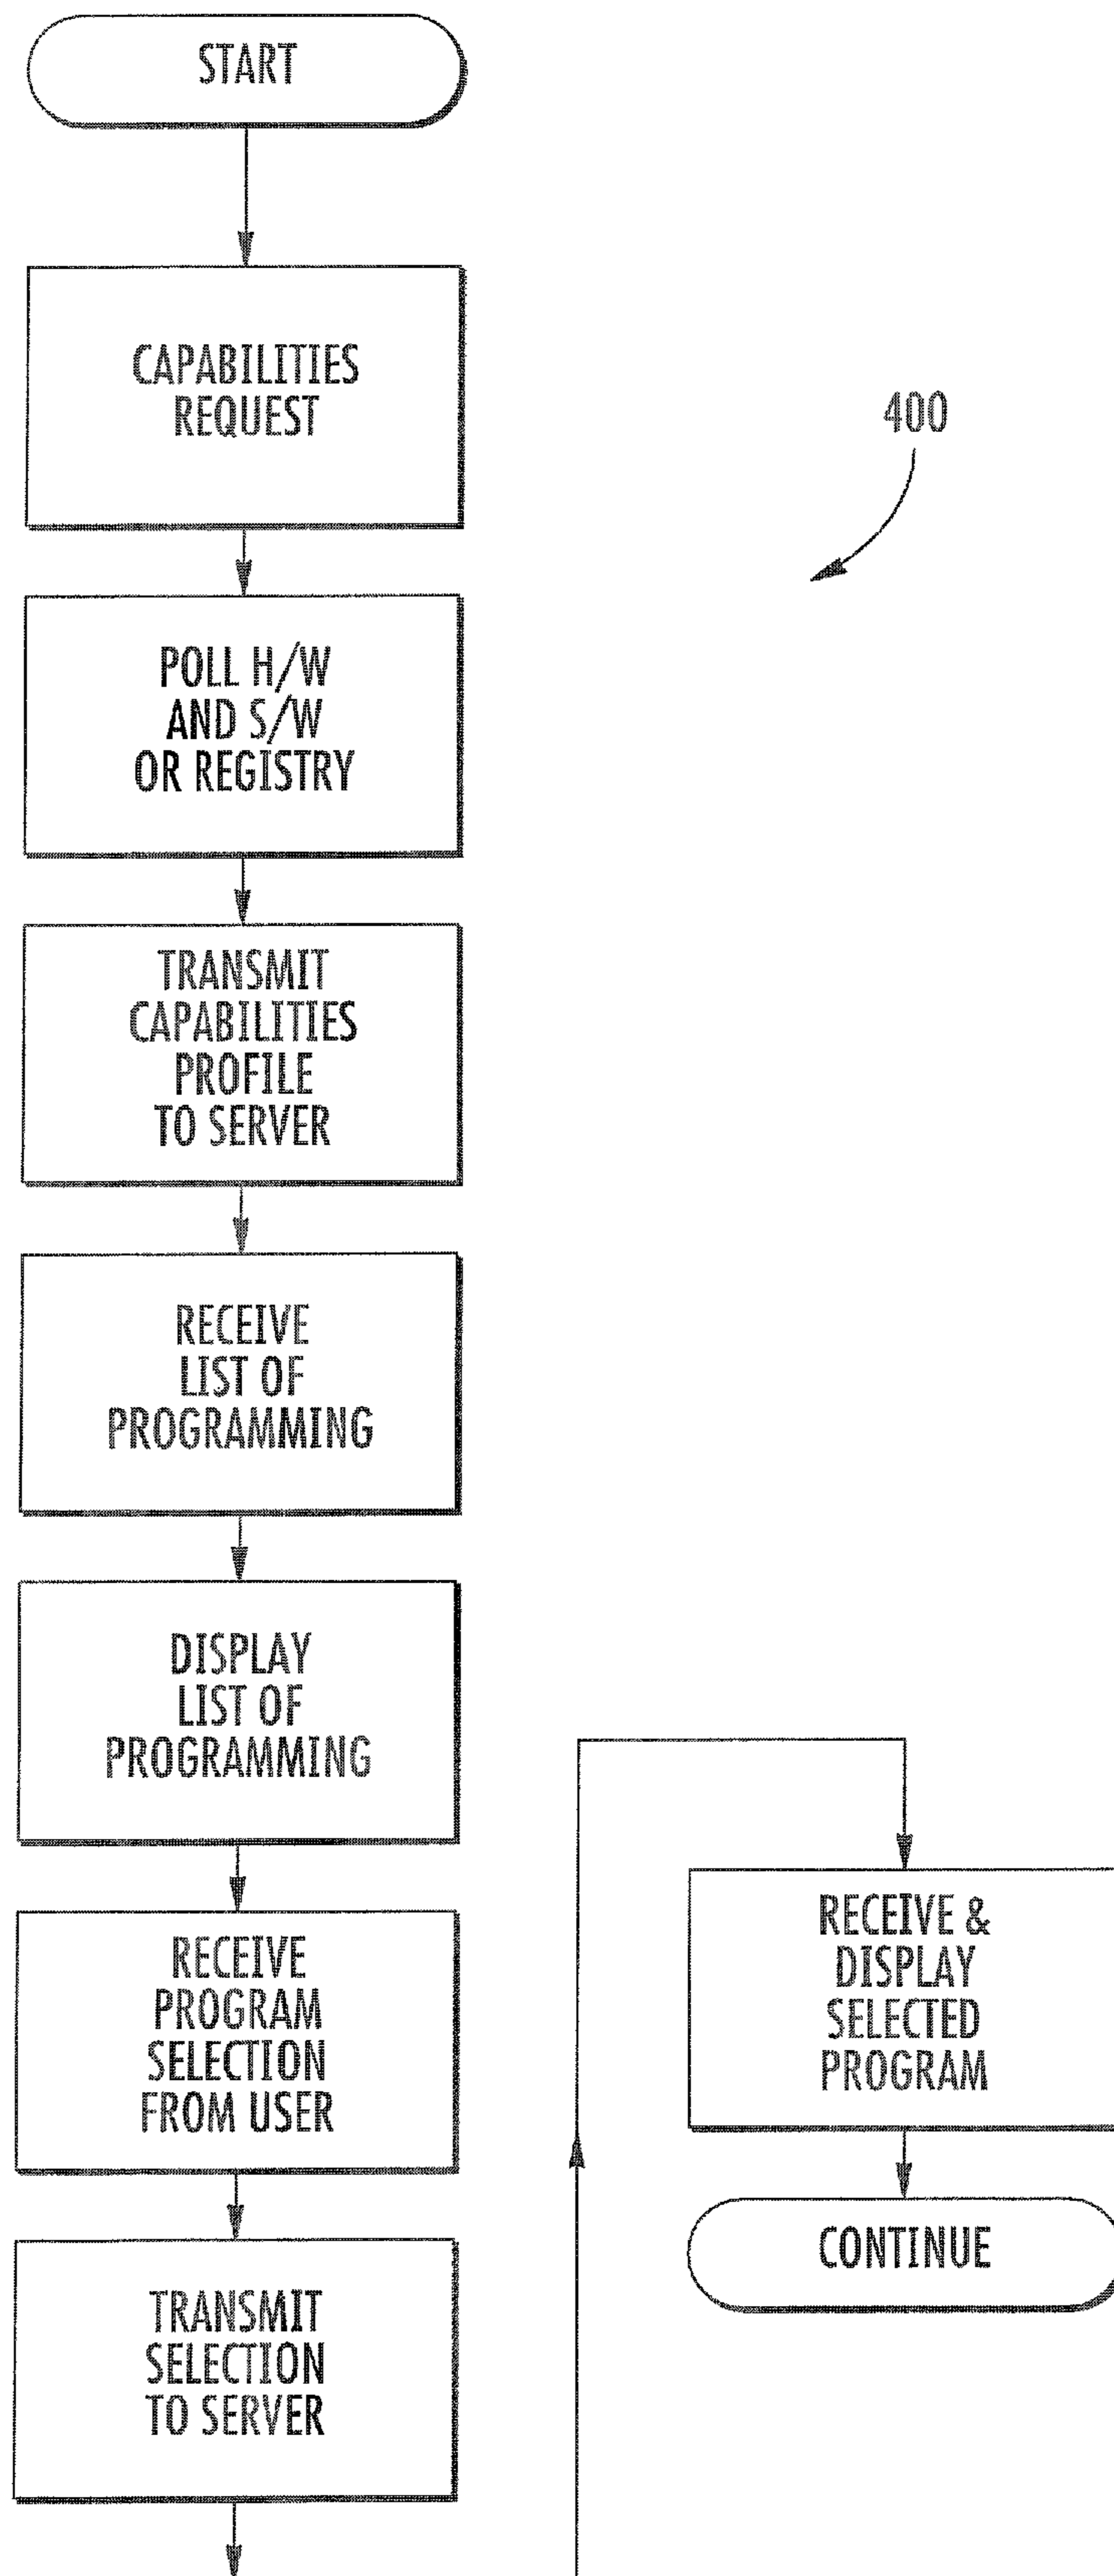 START
CAPABILITIES
REQUEST
400
POLL H/W
AND S/W
OR REGISTRY
TRANSMIT
CAPABILITIES
PROFILE
TO SERVER
RECEIVE
LIST OF
PROGRAMMING
DISPLAY
LIST OF
PROGRAMMING
RECEIVE
PROGRAM
SELECTION
FROM USER
TRANSMIT
SELECTION
TO SERVER
RECEIVE &
DISPLAY
SELECTED
PROGRAM
CONTINUE